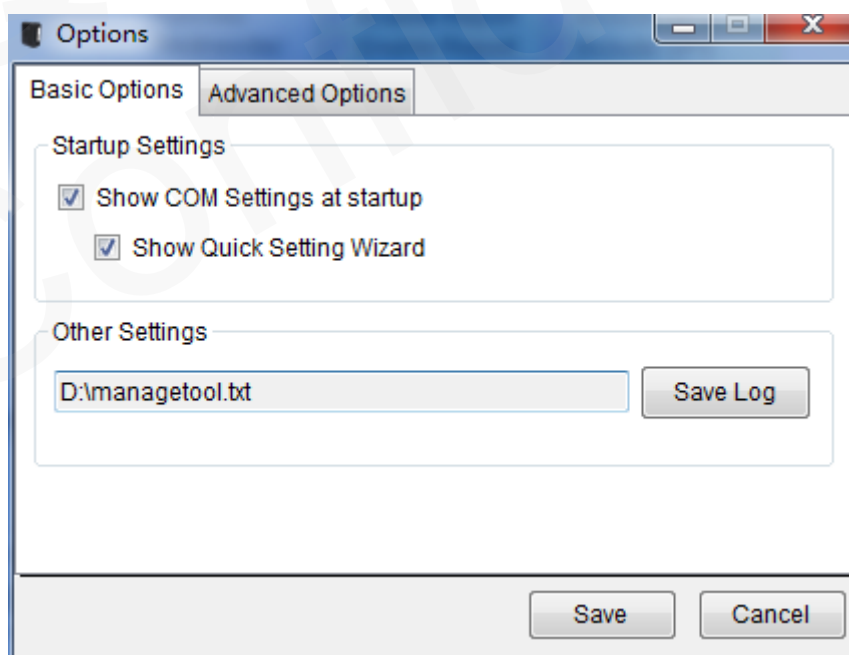 Options
Basic Options Advanced Options
Startup Settings
Show COM Settings at startup
Show Quick Setting Wizard
Other Settings
D:\managetool.txt Save Log
Save Cancel